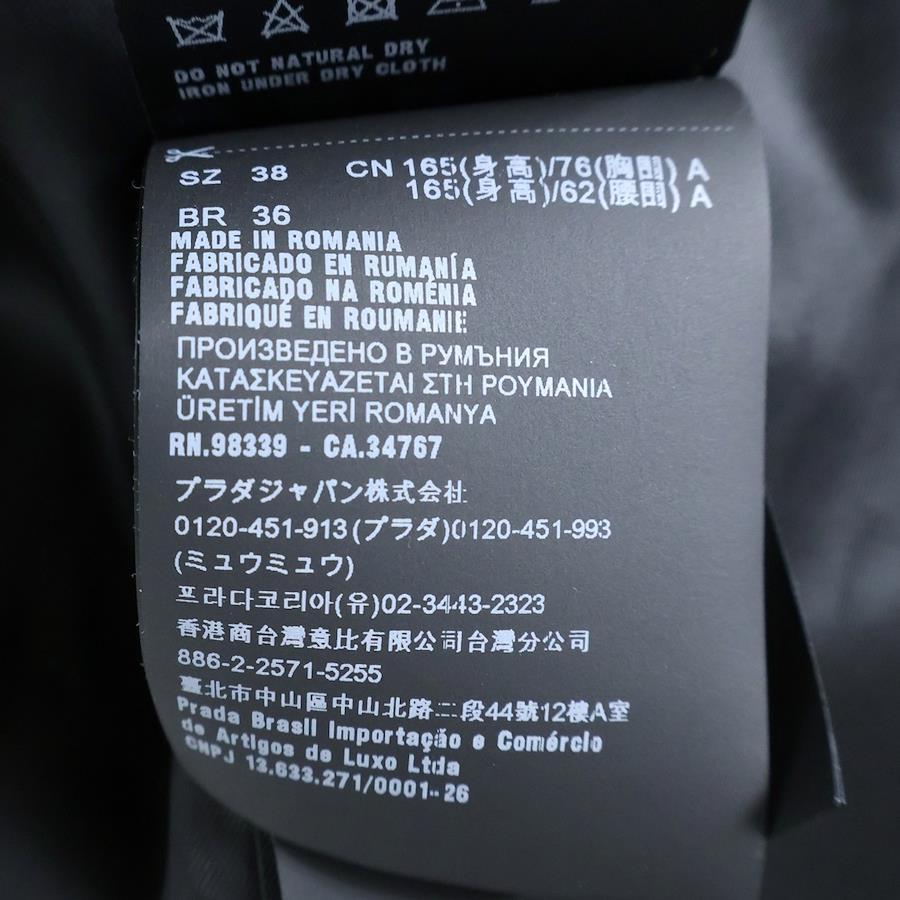 DO NOT NATURAL DRY
IRON UNDER DRY CLOTH
SZ 38 CN 165(身高)/76(胸围) A
165(身高)/62(腰围) A
BR 36
MADE IN ROMANIA
FABRICADO EN RUMANÍA
FABRICADO NA ROMÉNIA
FABRIQUÉ EN ROUMANIE
ПРОИЗВЕДЕНО В РУМЪНИЯ
ΚΑΤΑΣΚΕΥΑΖΕΤΑΙ ΣΤΗ ΡΟΥΜΑΝΙΑ
ÜRETİM YERİ ROMANYA
RN.98339 - CA.34767
プラダジャパン株式会社
0120-451-913(プラダ)0120-451-993
(ミュウミュウ)
프라다코리아(유)02-3443-2323
香港商台灣意比有限公司台灣分公司
886-2-2571-5255
臺北市中山區中山北路二段44號12樓A室
Prada Brasil Importação e Comércio
de Artigos de Luxo Ltda
CNPJ 13.633.271/0001-26